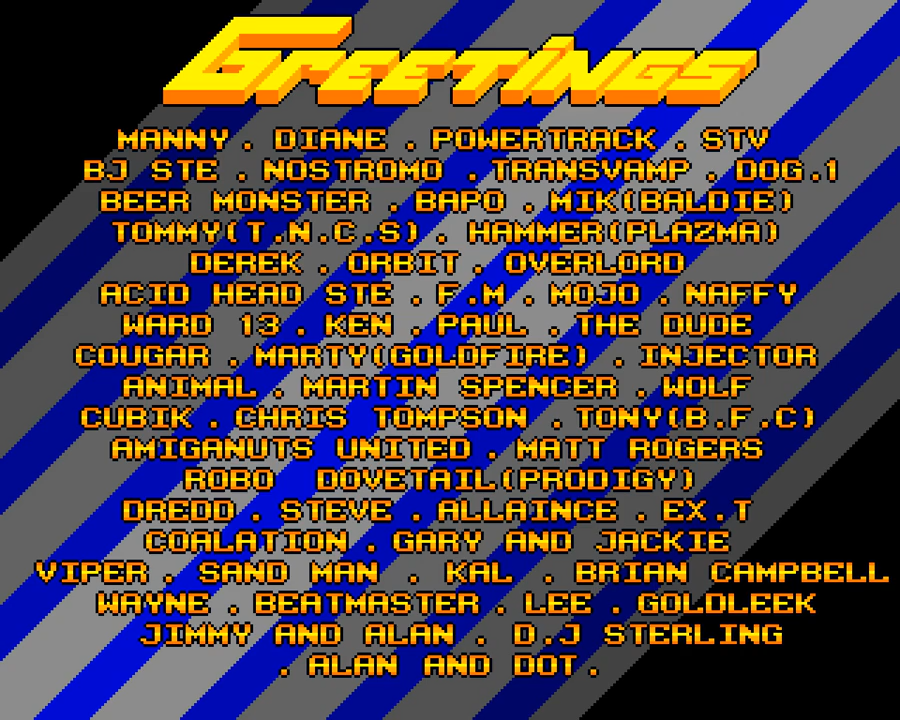 GREETINGS
MANNY . DIANE . POWERTRACK . STV
BJ STE . NOSTROMO . TRANSVAMP . DOG.1
BEER MONSTER . BAPO . MIK(BALDIE)
TOMMY(T.N.C.S) . HAMMER(PLAZMA)
DEREK . ORBIT . OVERLORD
ACID HEAD STE . F.M . MOJO . NAFFY
WARD 13 . KEN . PAUL . THE DUDE
COUGAR . MARTY(GOLDFIRE) . INJECTOR
ANIMAL . MARTIN SPENCER . WOLF
CUBIK . CHRIS TOMPSON . TONY(B.F.C)
AMIGANUTS UNITED . MATT ROGERS
ROBO DOVETAIL(PRODIGY)
DREDD . STEVE . ALLAINCE . EX.T
COALATION . GARY AND JACKIE
VIPER . SAND MAN . KAL . BRIAN CAMPBELL
WAYNE . BEATMASTER . LEE . GOLDLEEK
JIMMY AND ALAN . D.J STERLING
. ALAN AND DOT .